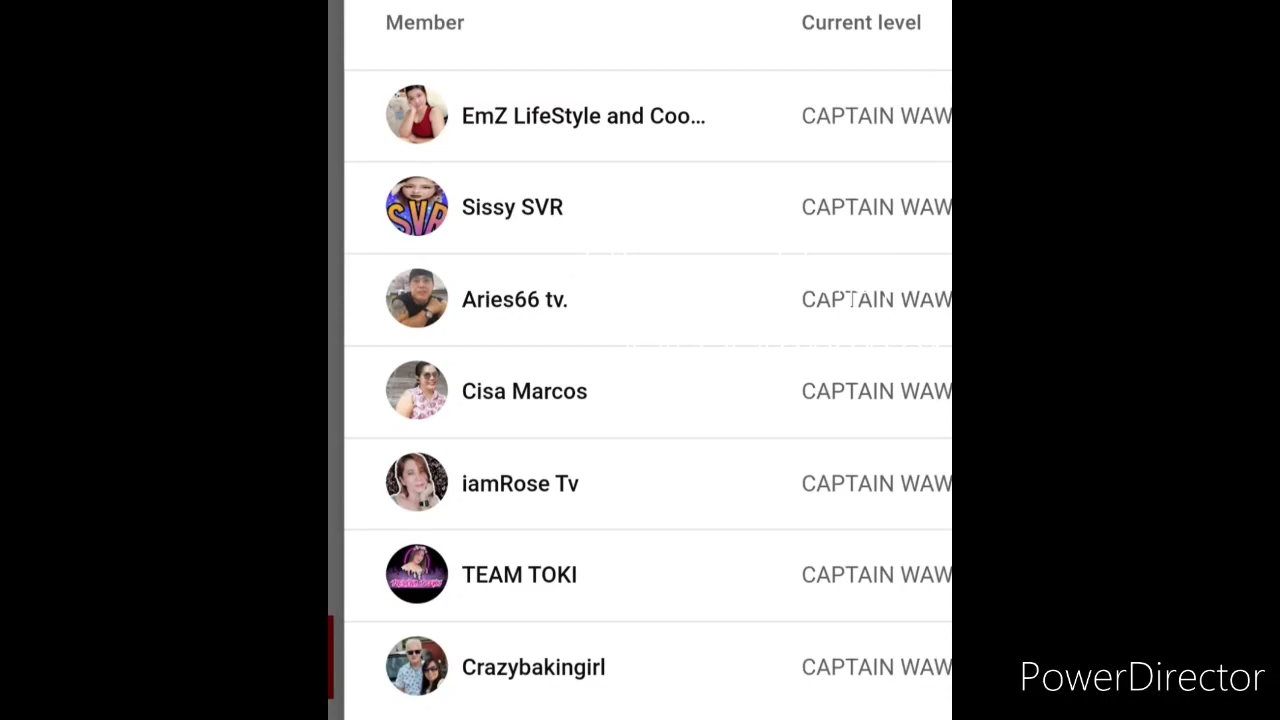 Member Current level
EmZ LifeStyle and Coo... CAPTAIN WAW
Sissy SVR CAPTAIN WAW
SVR
Aries66 tv. CAPTAIN WAW
Cisa Marcos CAPTAIN WAW
iamRose Tv CAPTAIN WAW
TEAM TOKI CAPTAIN WAW
Crazybakingirl CAPTAIN WAW
PowerDirector